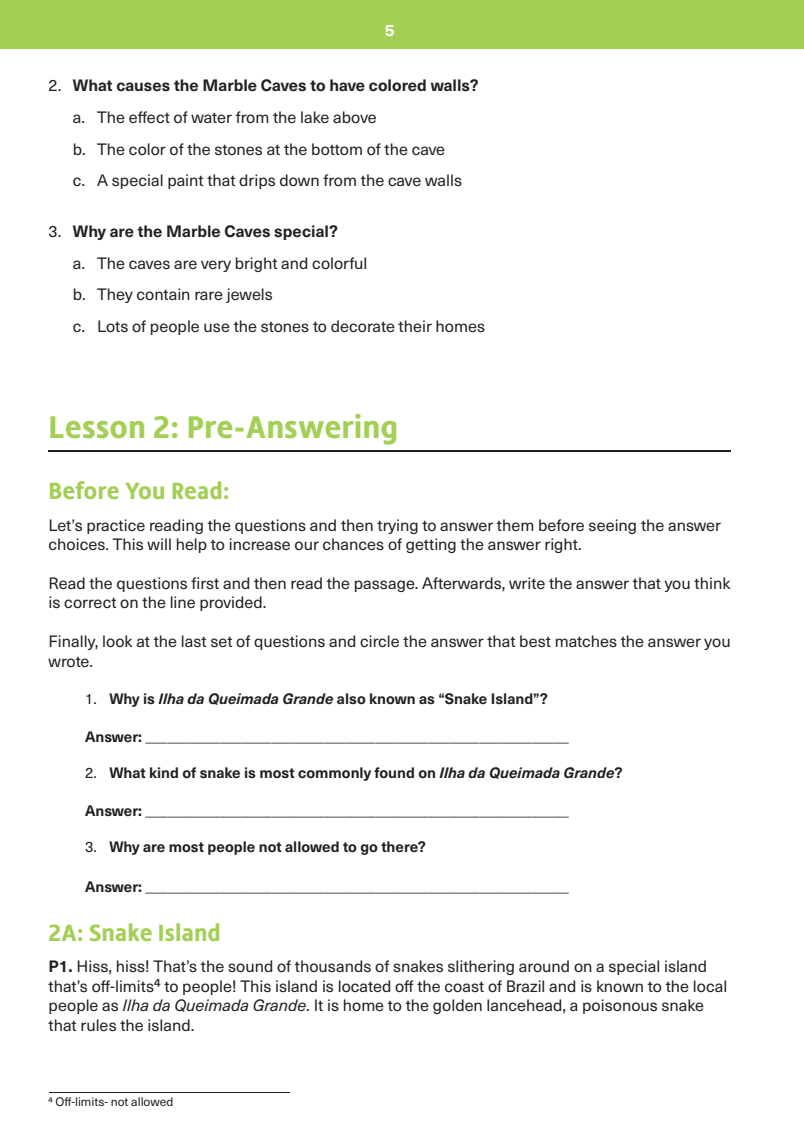 5
2. What causes the Marble Caves to have colored walls?
a. The effect of water from the lake above
b. The color of the stones at the bottom of the cave
c. A special paint that drips down from the cave walls
3. Why are the Marble Caves special?
a. The caves are very bright and colorful
b. They contain rare jewels
c. Lots of people use the stones to decorate their homes
Lesson 2: Pre-Answering
Before You Read:
Let's practice reading the questions and then trying to answer them before seeing the answer
choices. This will help to increase our chances of getting the answer right.
Read the questions first and then read the passage. Afterwards, write the answer that you think
is correct on the line provided.
Finally, look at the last set of questions and circle the answer that best matches the answer you
wrote.
1. Why is Ilha da Queimada Grande also known as “Snake Island”?
Answer: ___________________________________________________
2. What kind of snake is most commonly found on Ilha da Queimada Grande?
Answer: ___________________________________________________
3. Why are most people not allowed to go there?
Answer: ___________________________________________________
2A: Snake Island
P1. Hiss, hiss! That's the sound of thousands of snakes slithering around on a special island
that's off-limits⁴ to people! This island is located off the coast of Brazil and is known to the local
people as Ilha da Queimada Grande. It is home to the golden lancehead, a poisonous snake
that rules the island.
⁴ Off-limits- not allowed